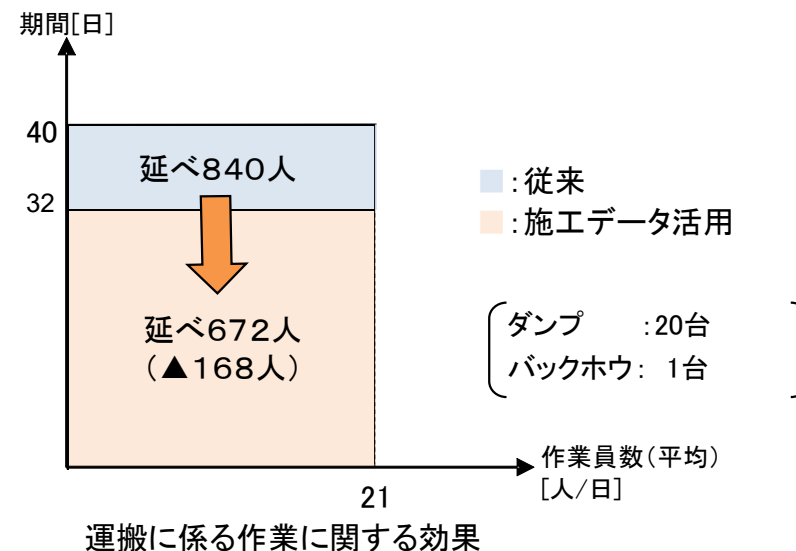 期間[日]
40
延べ840人
32
■:従来
■:施工データ活用
延べ672人
(▲168人)
ダンプ :20台
バックホウ: 1台
作業員数(平均)
[人/日]
21
運搬に係る作業に関する効果